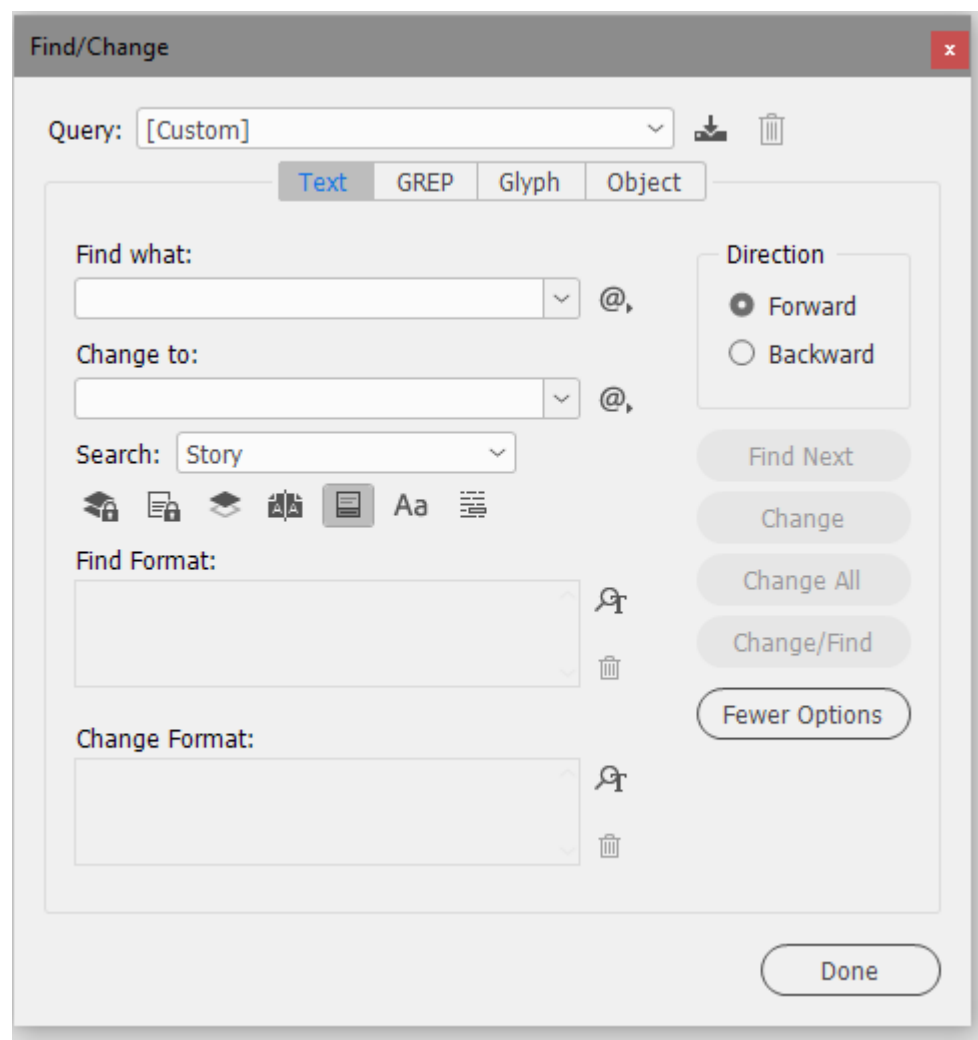 Find/Change
x
Query: [Custom]
Text GREP Glyph Object
Find what:
@
Change to:
@
Search: Story
A A Aa
Find Format:
T
Change Format:
T
Direction
Forward
Backward
Find Next
Change
Change All
Change/Find
Fewer Options
Done